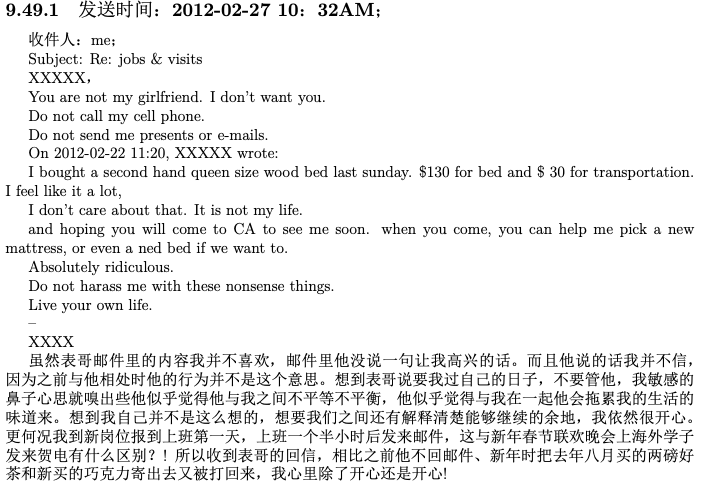 9.49.1 发送时间：2012-02-27 10：32AM；
收件人：me；
Subject: Re: jobs & visits
XXXXX，
You are not my girlfriend. I don't want you.
Do not call my cell phone.
Do not send me presents or e-mails.
On 2012-02-22 11:20, XXXXX wrote:
I bought a second hand queen size wood bed last sunday. $130 for bed and $ 30 for transportation.
I feel like it a lot,
I don't care about that. It is not my life.
and hoping you will come to CA to see me soon. when you come, you can help me pick a new
mattress, or even a ned bed if we want to.
Absolutely ridiculous.
Do not harass me with these nonsense things.
Live your own life.
–
XXXX
虽然表哥邮件里的内容我并不喜欢，邮件里他没说一句让我高兴的话。而且他说的话我并不信，
因为之前与他相处时他的行为并不是这个意思。想到表哥说要我过自己的日子，不要管他，我敏感的
鼻子心思就嗅出些他似乎觉得他与我之间不平等不平衡，他似乎觉得与我在一起他会拖累我的生活的
味道来。想到我自己并不是这么想的，想要我们之间还有解释清楚能够继续的余地，我依然很开心。
更何况我到新岗位报到上班第一天，上班一个半小时后发来邮件，这与新年春节联欢晚会上海外学子
发来贺电有什么区别？！所以收到表哥的回信，相比之前他不回邮件、新年时把去年八月买的两磅好
茶和新买的巧克力寄出去又被打回来，我心里除了开心还是开心!